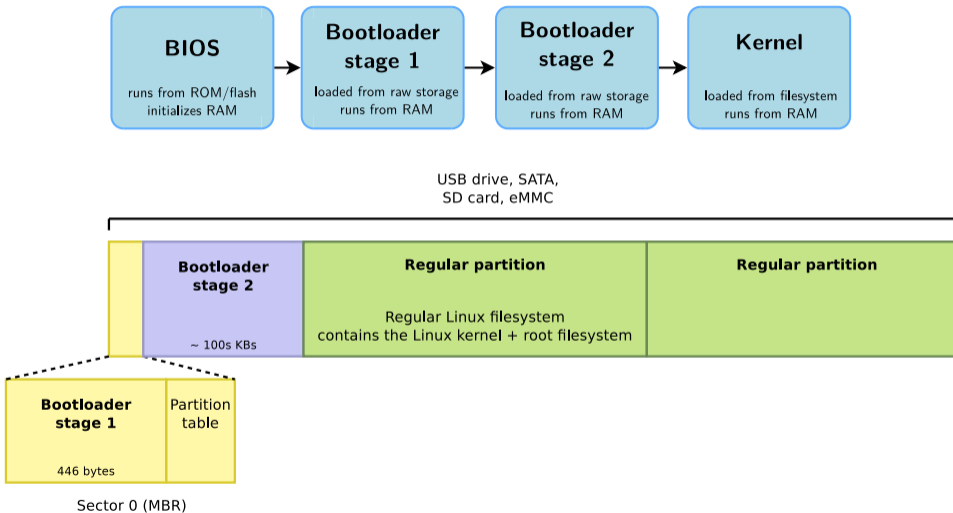 BIOS
runs from ROM/flash
initializes RAM
Bootloader
stage 1
loaded from raw storage
runs from RAM
Bootloader
stage 2
loaded from raw storage
runs from RAM
Kernel
loaded from filesystem
runs from RAM
USB drive, SATA,
SD card, eMMC
Bootloader
stage 2
~ 100s KBs
Regular partition
Regular Linux filesystem
contains the Linux kernel + root filesystem
Regular partition
Bootloader
stage 1
446 bytes
Partition
table
Sector 0 (MBR)